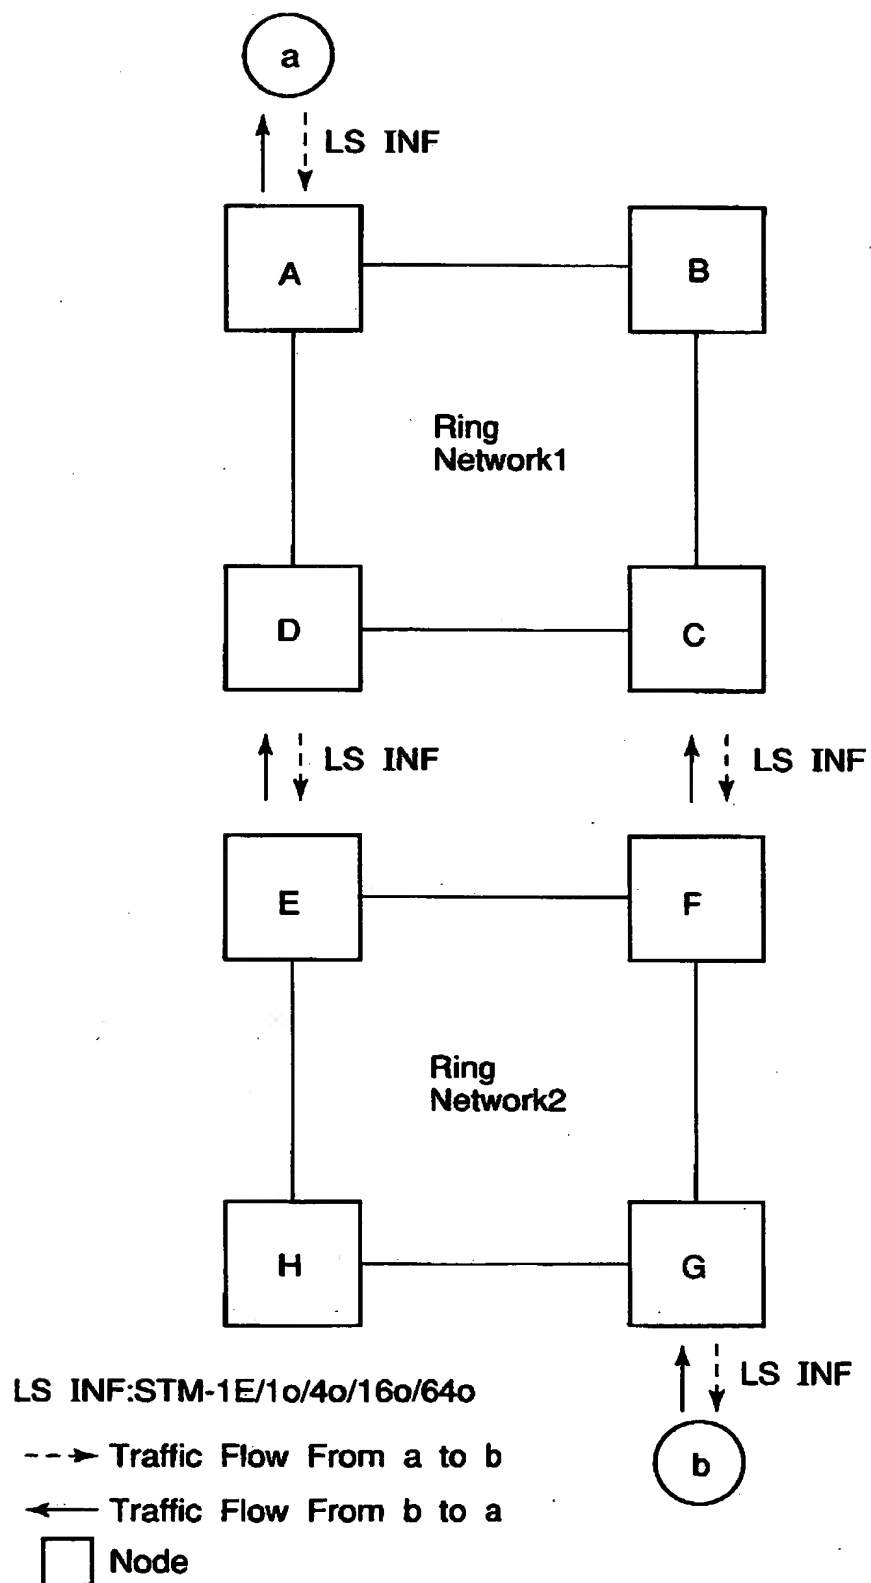 a
LS INF
A
B
Ring
Network1
D
C
LS INF
LS INF
E
F
Ring
Network2
H
G
LS INF
LS INF:STM-1E/1o/4o/16o/64o
b
Traffic Flow From a to b
Traffic Flow From b to a
Node